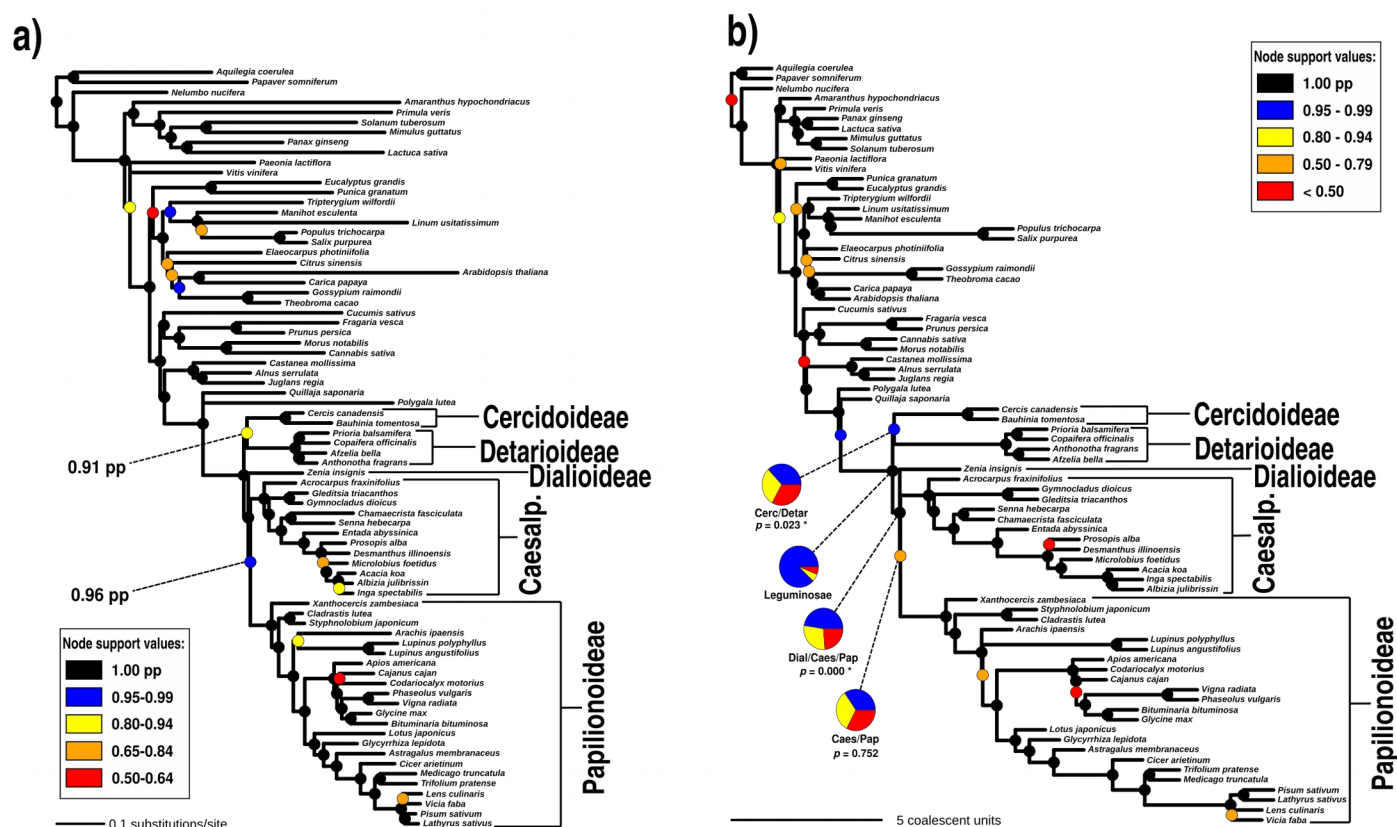 a)
Aquilegia coerulea
Papaver somniferum
Nelumbo nucifera
Amaranthus hypochondriacus
Primula veris
Solanum tuberosum
Mimulus guttatus
Panax ginseng
Lactuca sativa
Paeonia lactiflora
Vitis vinifera
Eucalyptus grandis
Punica granatum
Tripterygium wilfordii
Manihot esculenta
Linum usitatissimum
Populus trichocarpa
Salix purpurea
Elaeocarpus photiniifolia
Citrus sinensis
Arabidopsis thaliana
Carica papaya
Gossypium raimondii
Theobroma cacao
Cucumis sativus
Fragaria vesca
Prunus persica
Morus notabilis
Cannabis sativa
Castanea mollissima
Alnus serrulata
Juglans regia
Quillaja saponaria
Polygala lutea
Cercis canadensis
Bauhinia tomentosa
Prioria balsamifera
Copaifera officinalis
Afzelia bella
Anthonotha fragrans
Zenia insignis
Acrocarpus fraxinifolius
Gleditsia triacanthos
Gymnocladus dioicus
Chamaecrista fasciculata
Senna hebecarpa
Entada abyssinica
Prosopis alba
Desmanthus illinoensis
Microlobius foetidus
Acacia koa
Albizia julibrissin
Inga spectabilis
Xanthocercis zambesiaca
Cladrastis lutea
Styphnolobium japonicum
Arachis ipaensis
Lupinus polyphyllus
Lupinus angustifolius
Apios americana
Cajanus cajan
Codariocalyx motorius
Phaseolus vulgaris
Vigna radiata
Glycine max
Bituminaria bituminosa
Lotus japonicus
Glycyrrhiza lepidota
Astragalus membranaceus
Cicer arietinum
Medicago truncatula
Trifolium pratense
Lens culinaris
Vicia faba
Pisum sativum
Lathyrus sativus
Cercidoideae
Detarioideae
Dialioideae
Caesalp.
Papilionoideae
0.91 pp
0.96 pp
Node support values:
1.00 pp
0.95-0.99
0.80-0.94
0.65-0.84
0.50-0.64
0.1 substitutions/site
b)
Aquilegia coerulea
Papaver somniferum
Nelumbo nucifera
Amaranthus hypochondriacus
Primula veris
Panax ginseng
Lactuca sativa
Mimulus guttatus
Solanum tuberosum
Paeonia lactiflora
Vitis vinifera
Punica granatum
Eucalyptus grandis
Tripterygium wilfordii
Linum usitatissimum
Manihot esculenta
Populus trichocarpa
Salix purpurea
Elaeocarpus photiniifolia
Citrus sinensis
Gossypium raimondii
Theobroma cacao
Carica papaya
Arabidopsis thaliana
Cucumis sativus
Fragaria vesca
Prunus persica
Cannabis sativa
Morus notabilis
Castanea mollissima
Alnus serrulata
Juglans regia
Polygala lutea
Quillaja saponaria
Cercis canadensis
Bauhinia tomentosa
Prioria balsamifera
Copaifera officinalis
Anthonotha fragrans
Afzelia bella
Zenia insignis
Acrocarpus fraxinifolius
Gymnocladus dioicus
Gleditsia triacanthos
Senna hebecarpa
Chamaecrista fasciculata
Entada abyssinica
Prosopis alba
Desmanthus illinoensis
Microlobius foetidus
Acacia koa
Inga spectabilis
Albizia julibrissin
Xanthocercis zambesiaca
Styphnolobium japonicum
Cladrastis lutea
Arachis ipaensis
Lupinus polyphyllus
Lupinus angustifolius
Apios americana
Codariocalyx motorius
Cajanus cajan
Vigna radiata
Phaseolus vulgaris
Bituminaria bituminosa
Glycine max
Lotus japonicus
Glycyrrhiza lepidota
Astragalus membranaceus
Cicer arietinum
Trifolium pratense
Medicago truncatula
Pisum sativum
Lathyrus sativus
Lens culinaris
Vicia faba
Cercidoideae
Detarioideae
Dialioideae
Caesalp.
Papilionoideae
Cerc/Detar
p = 0.023 *
Leguminosae
Dial/Caes/Pap
p = 0.000 *
Caes/Pap
p = 0.752
Node support values:
1.00 pp
0.95 - 0.99
0.80 - 0.94
0.50 - 0.79
< 0.50
5 coalescent units